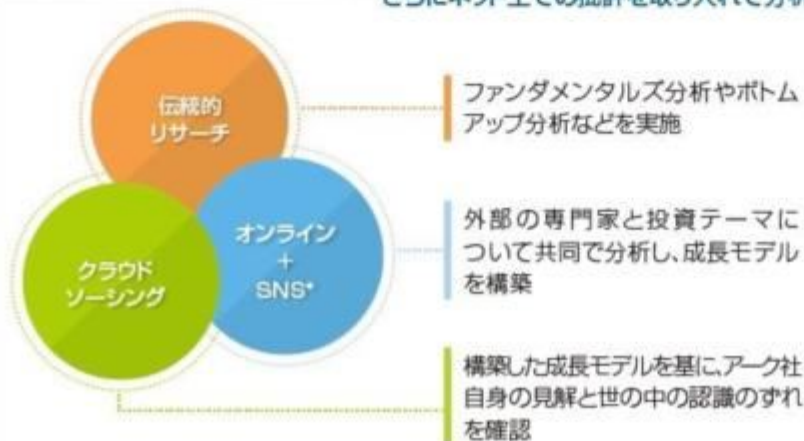 伝統的
リサーチ
オンライン
+
SNS*
クラウド
ソーシング
ファンダメンタルズ分析やボトム
アップ分析などを実施
外部の専門家と投資テーマに
ついて共同で分析し、成長モデル
を構築
構築した成長モデルを基に、アーク社
自身の見解と世の中の認識のずれ
を確認